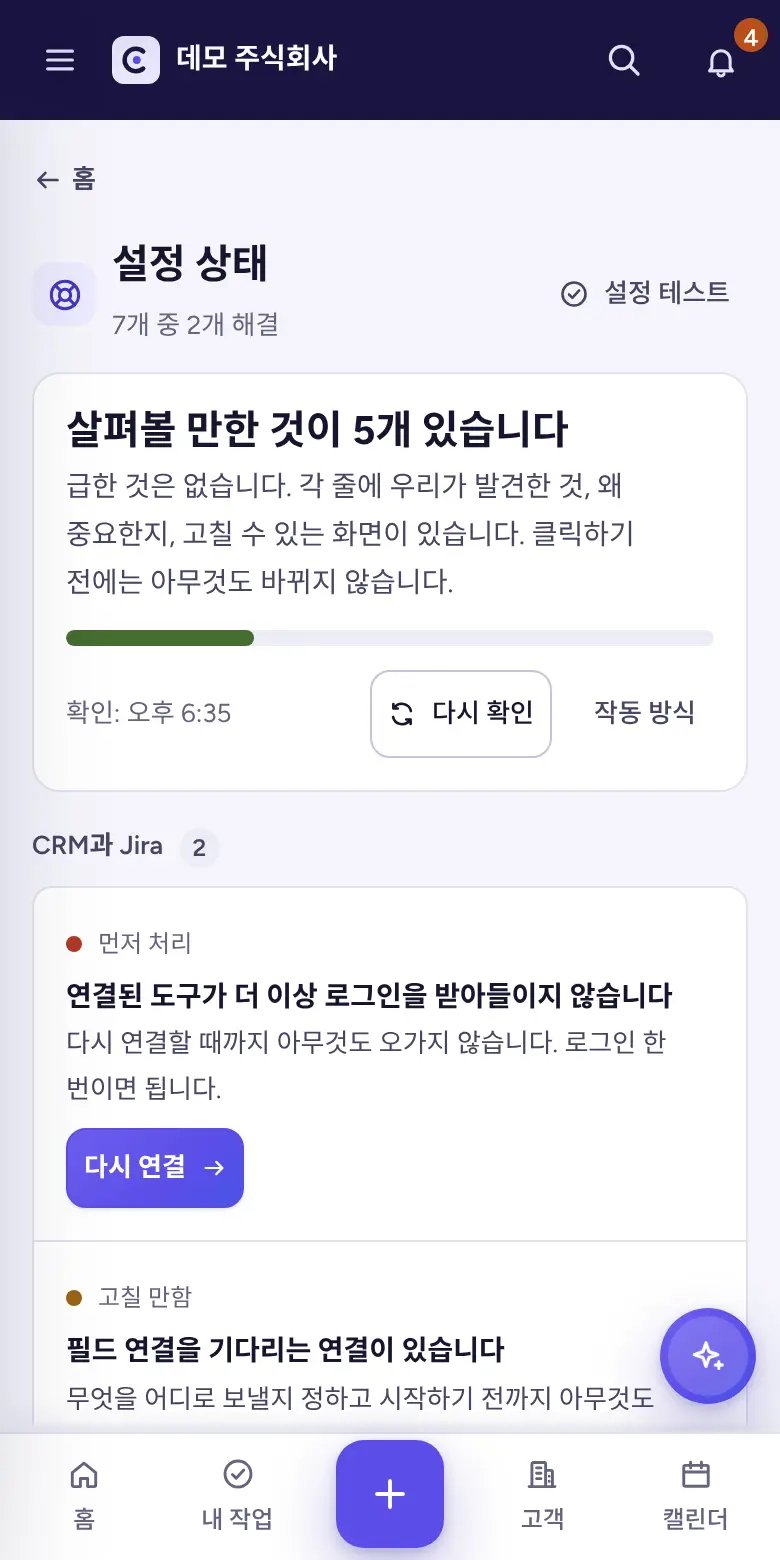 데모 주식회사
4
홈
설정 상태
7개 중 2개 해결
설정 테스트
살펴볼 만한 것이 5개 있습니다
급한 것은 없습니다. 각 줄에 우리가 발견한 것, 왜
중요한지, 고칠 수 있는 화면이 있습니다. 클릭하기
전에는 아무것도 바뀌지 않습니다.
확인: 오후 6:35
다시 확인
작동 방식
CRM과 Jira 2
먼저 처리
연결된 도구가 더 이상 로그인을 받아들이지 않습니다
다시 연결할 때까지 아무것도 오가지 않습니다. 로그인 한
번이면 됩니다.
다시 연결
고칠 만함
필드 연결을 기다리는 연결이 있습니다
무엇을 어디로 보낼지 정하고 시작하기 전까지 아무것도
홈
내 작업
고객
캘린더